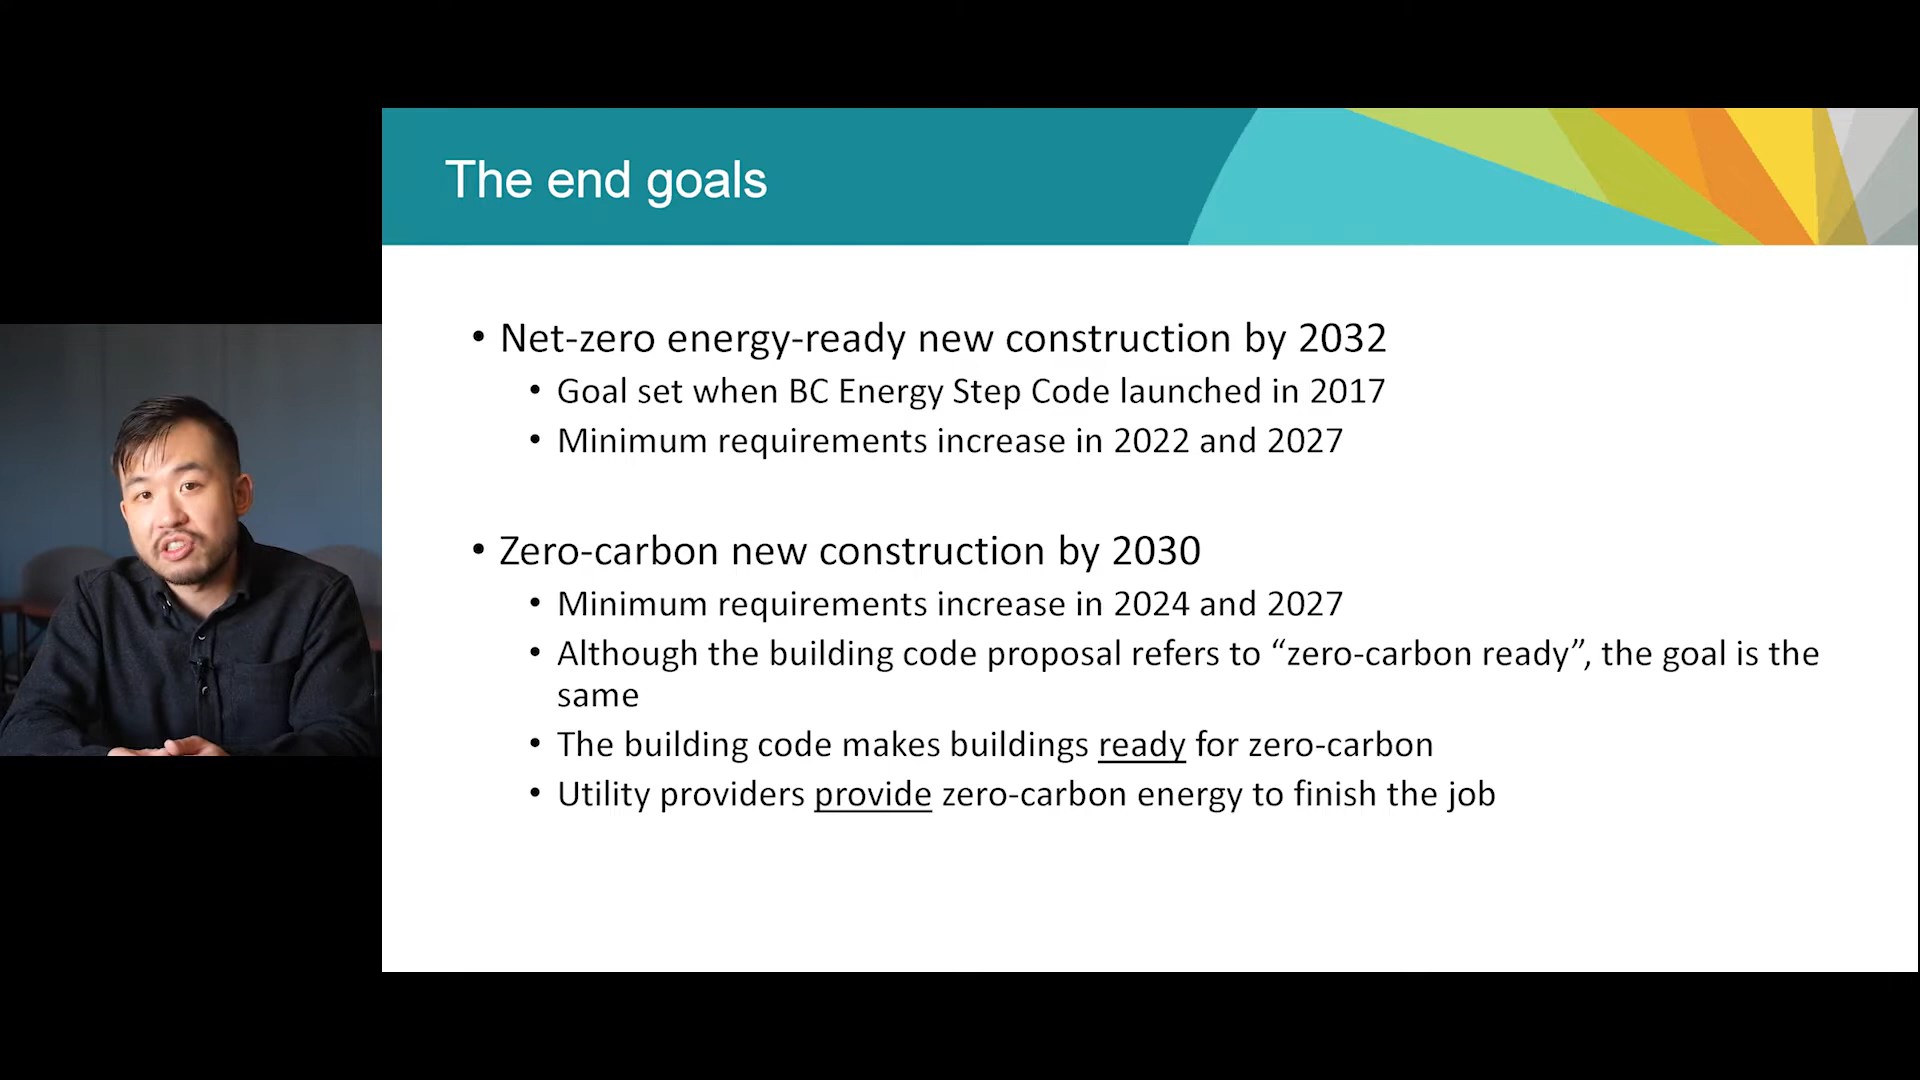 The end goals
• Net-zero energy-ready new construction by 2032
• Goal set when BC Energy Step Code launched in 2017
• Minimum requirements increase in 2022 and 2027
• Zero-carbon new construction by 2030
• Minimum requirements increase in 2024 and 2027
• Although the building code proposal refers to “zero-carbon ready”, the goal is the
same
• The building code makes buildings ready for zero-carbon
• Utility providers provide zero-carbon energy to finish the job